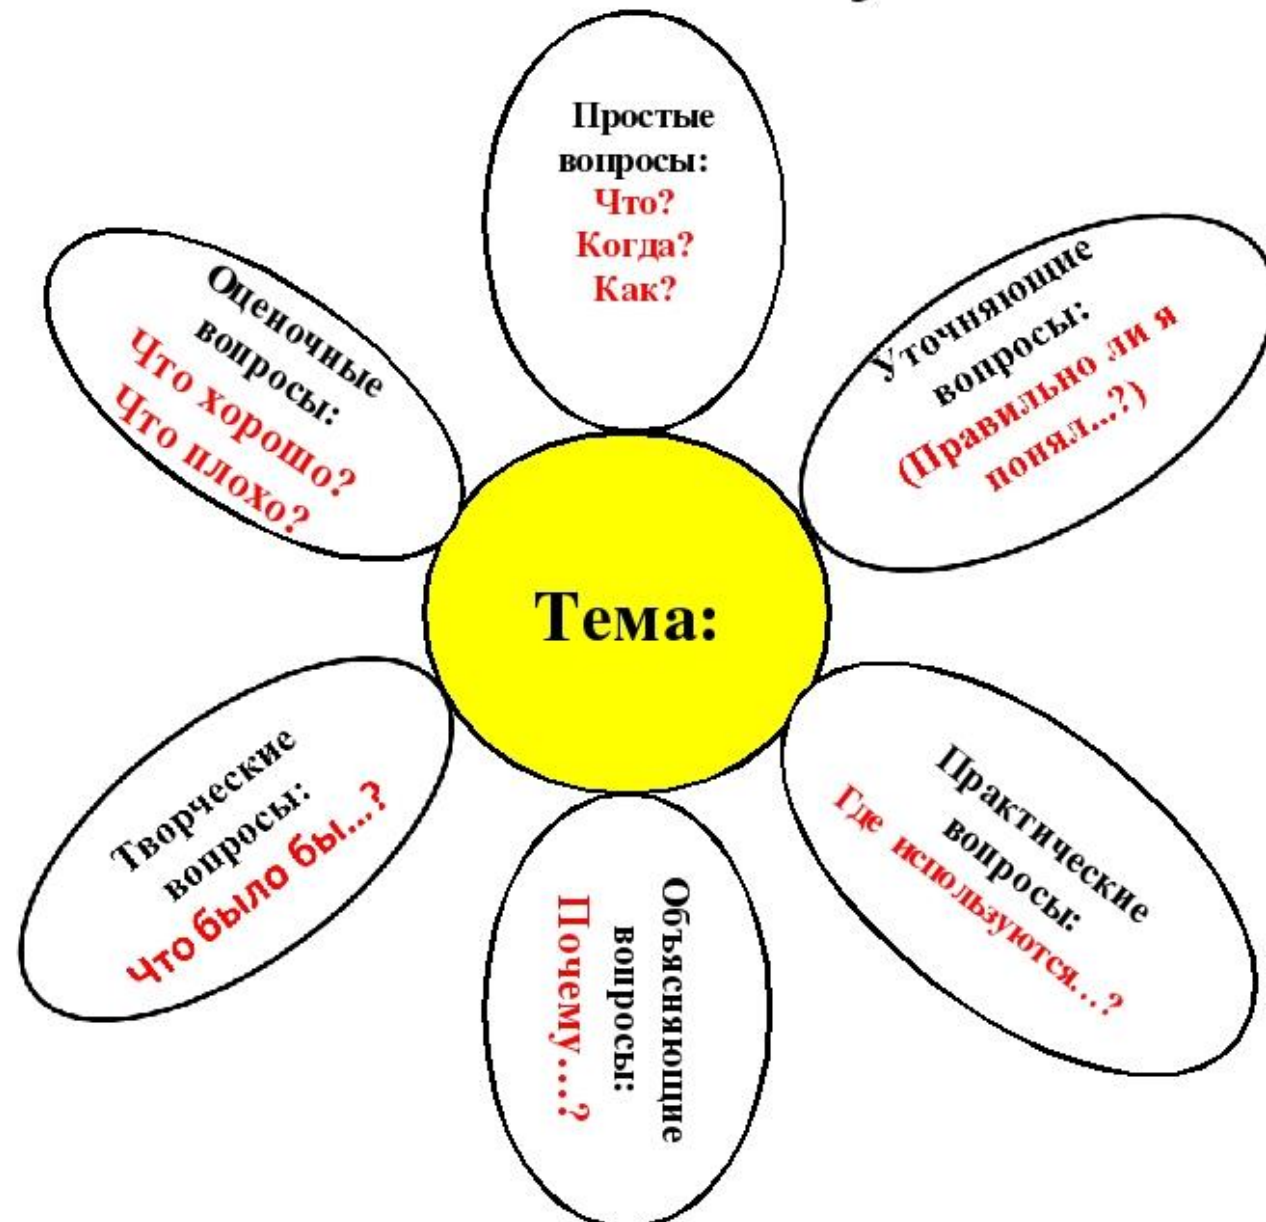 Простые
вопросы:
Что?
Когда?
Как?
Уточняющие
вопросы:
(Правильно ли я
понял...?)
Практические
вопросы:
Где используются...?
Объясняющие
вопросы:
Почему....?
Творческие
вопросы:
Что было бы...?
Оценочные
вопросы:
Что хорошо?
Что плохо?
Тема: